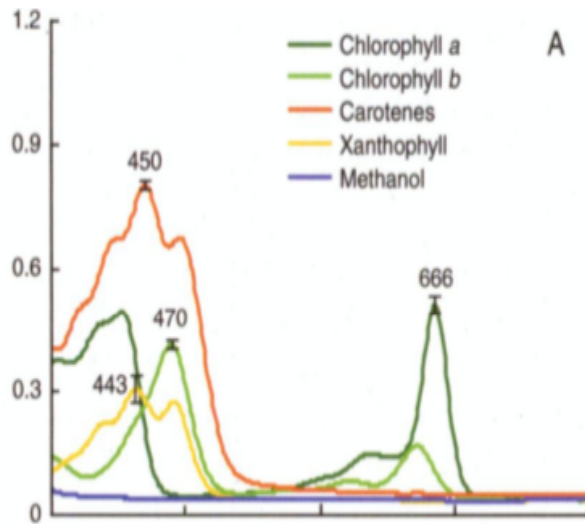 1.2
Chlorophyll a
A
Chlorophyll b
0.9
Carotenes
450
Xanthophyll
Methanol
0.6
666
470
443
0.3
0